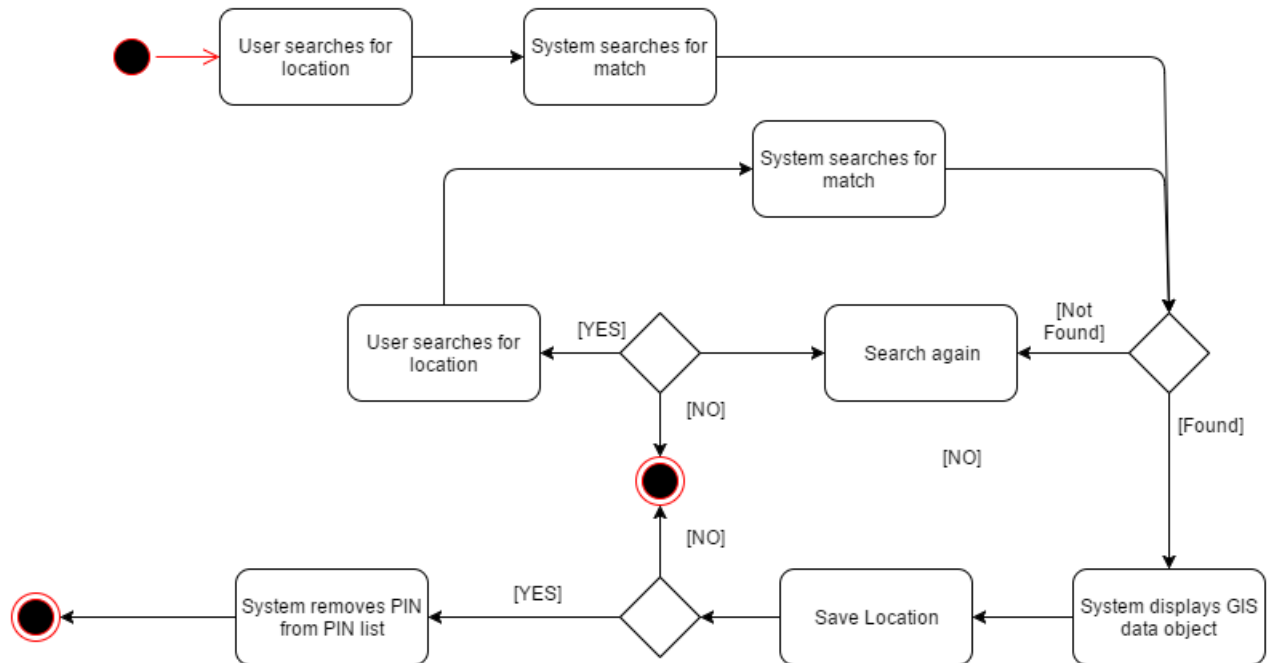 User searches for
location
System searches for
match
System searches for
match
User searches for
location
[YES]
Search again
[Not
Found]
[NO]
[Found]
[NO]
[NO]
System removes PIN
from PIN list
[YES]
Save Location
System displays GIS
data object